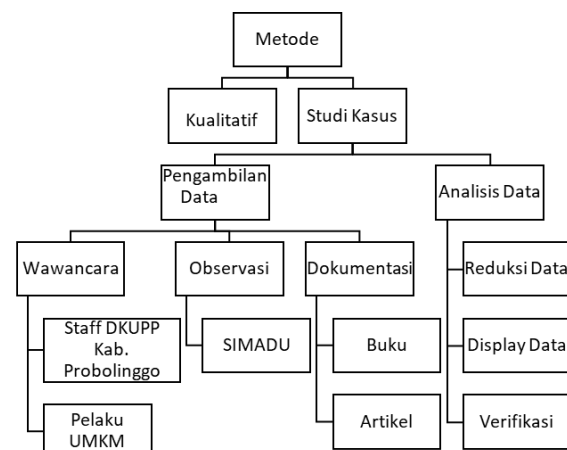 Metode
Kualitatif
Studi Kasus
Pengambilan
Data
Analisis Data
Wawancara
Observasi
Dokumentasi
Reduksi Data
Staff DKUPP
Kab.
Probolinggo
SIMADU
Buku
Display Data
Pelaku
UMKM
Artikel
Verifikasi